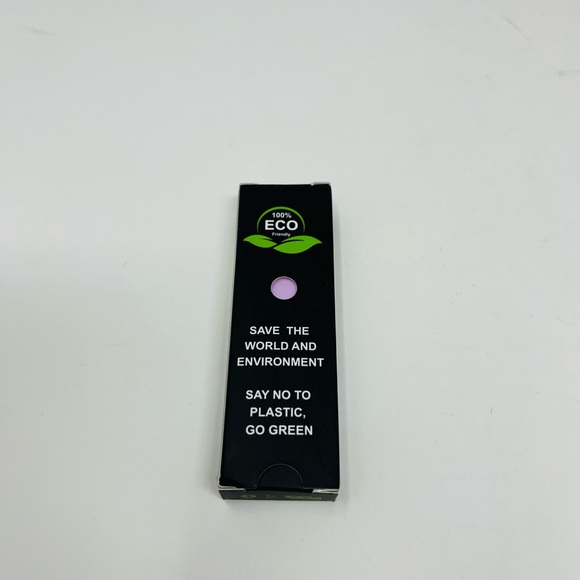 100%
ECO
Friendly
SAVE THE
WORLD AND
ENVIRONMENT
SAY NO TO
PLASTIC,
GO GREEN